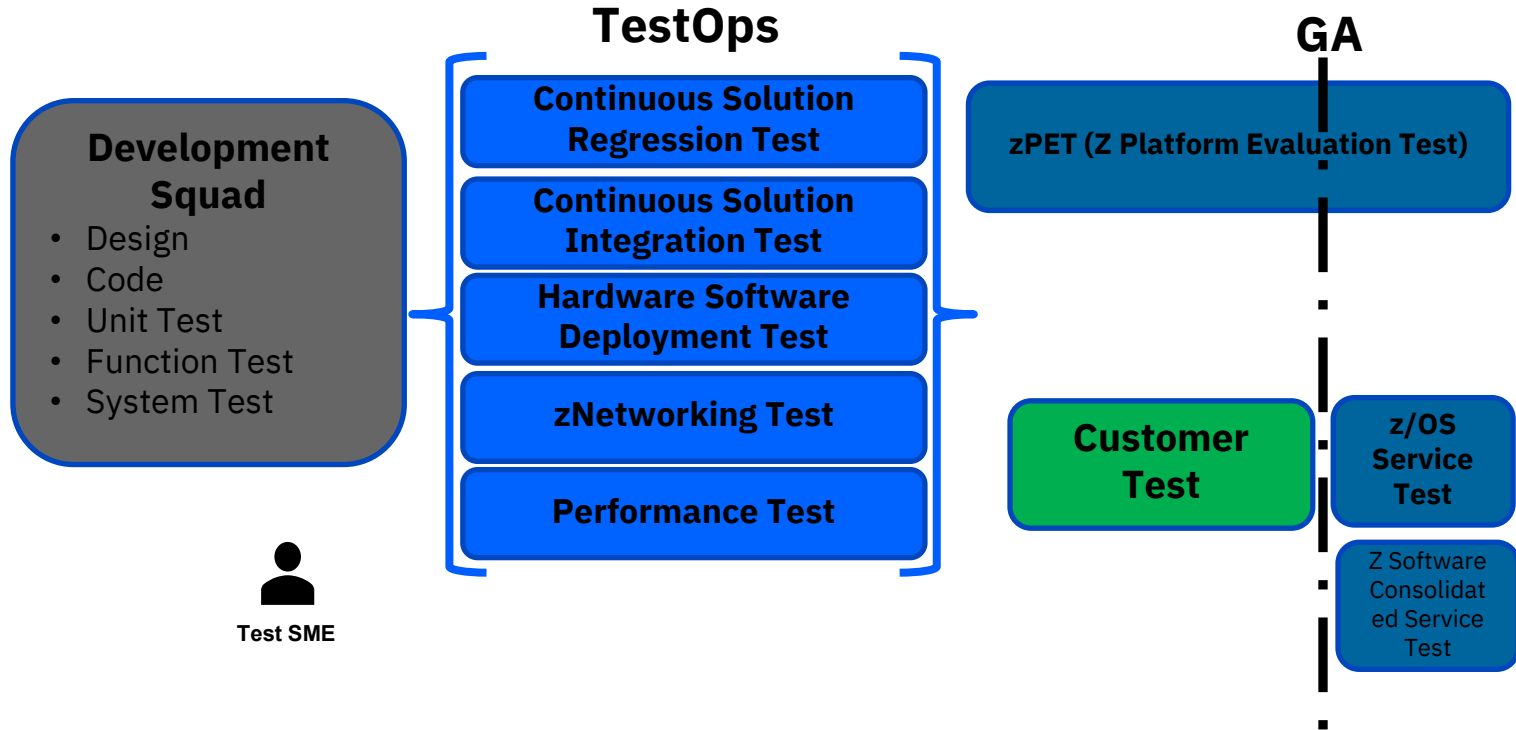 TestOps
GA
Development
Squad
• Design
• Code
• Unit Test
• Function Test
• System Test
Test SME
Continuous Solution
Regression Test
Continuous Solution
Integration Test
Hardware Software
Deployment Test
zNetworking Test
Performance Test
zPET (Z Platform Evaluation Test)
Customer
Test
z/OS
Service
Test
Z Software
Consolidat
ed Service
Test